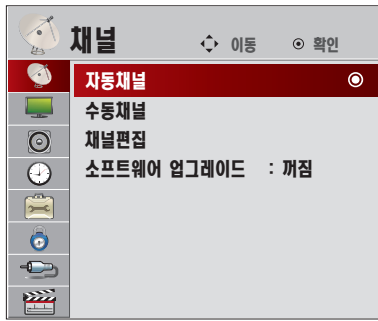 채널 이동 확인
자동채널
수동채널
채널편집
소프트웨어 업그레이드 : 꺼짐